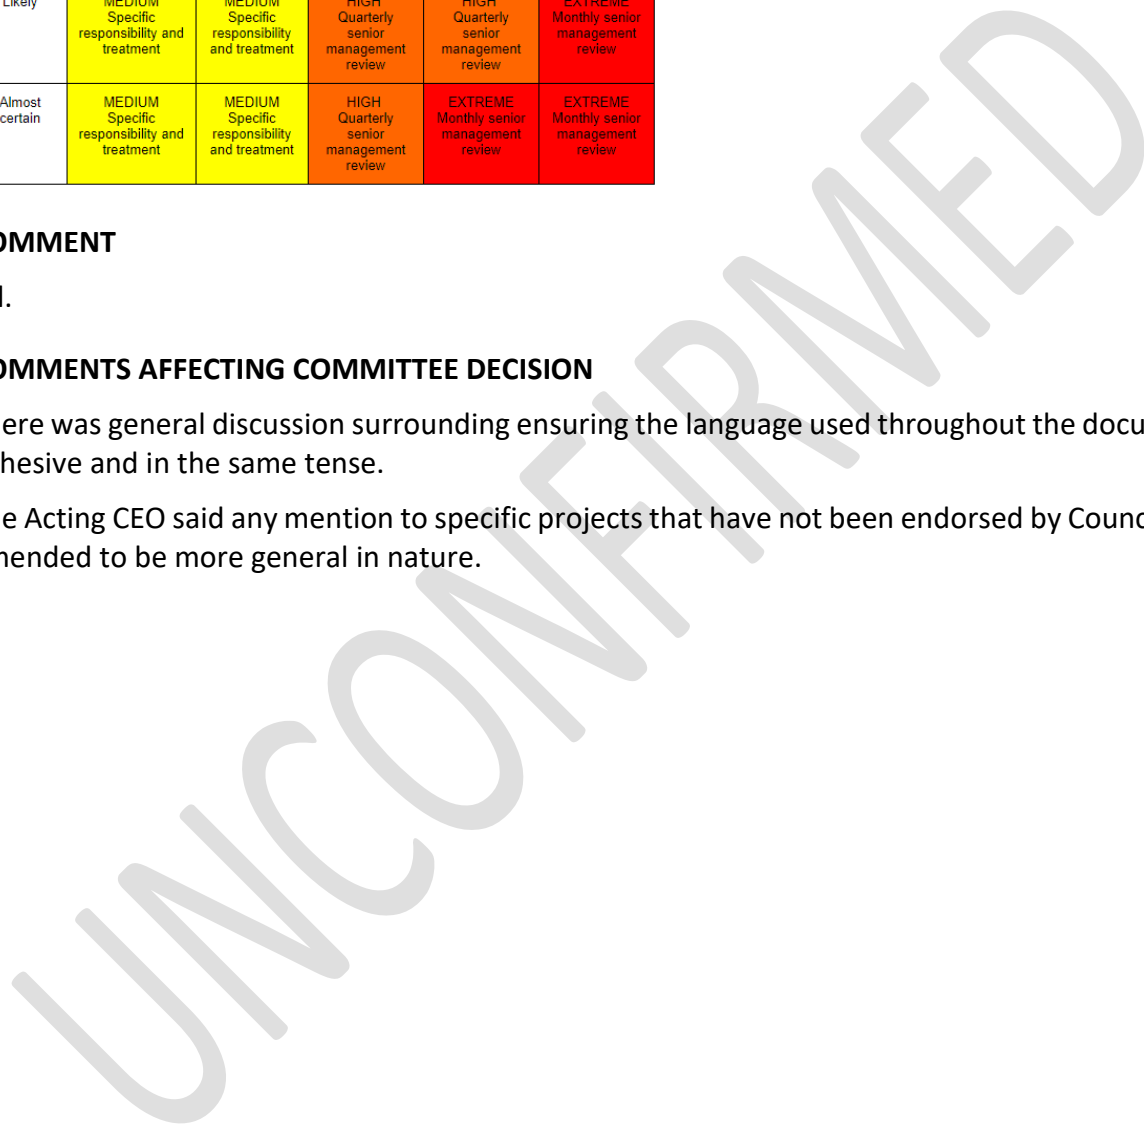 Likely MEDIUM MEDIUM HIGH HIGH EXTREME
Specific Specific Quarterly Quarterly Monthly senior
responsibility and responsibility senior senior management
treatment and treatment management management review
review review
Almost MEDIUM MEDIUM HIGH EXTREME EXTREME
certain Specific Specific Quarterly Monthly senior Monthly senior
responsibility and responsibility senior management management
treatment and treatment management review review
review
OMMENT
l.
OMMENTS AFFECTING COMMITTEE DECISION
ere was general discussion surrounding ensuring the language used throughout the docu
hesive and in the same tense.
e Acting CEO said any mention to specific projects that have not been endorsed by Counc
mended to be more general in nature.
UNCONFIRMED